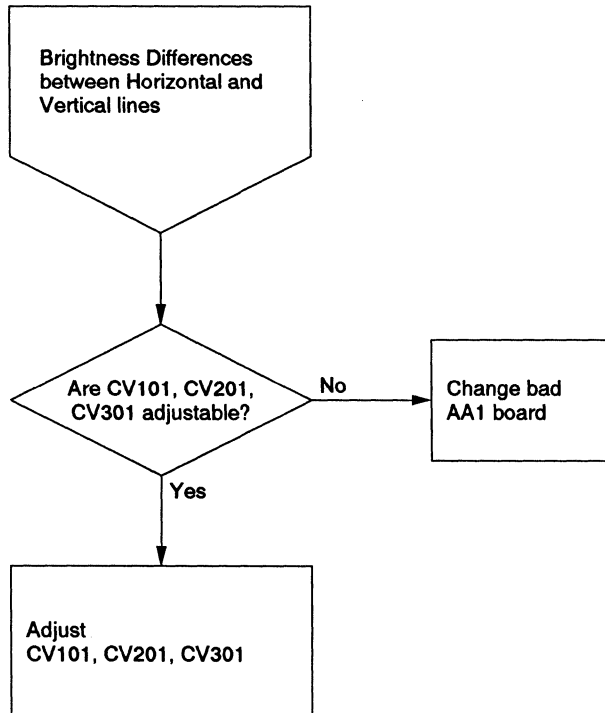 Brightness Differences
between Horizontal and
Vertical lines
Are CV101, CV201,
CV301 adjustable?
No
Change bad
AA1 board
Yes
Adjust
CV101, CV201, CV301